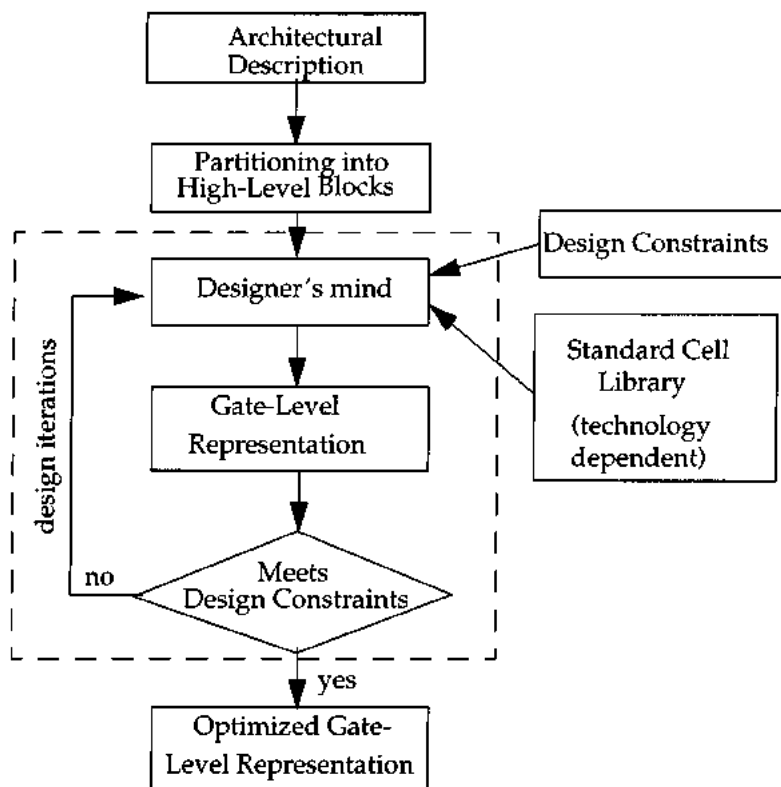 Architectural
Description
Partitioning into
High-Level Blocks
Design Constraints
Designer's mind
Standard Cell
Library
(technology
dependent)
Gate-Level
Representation
design iterations
Meets
Design Constraints
no
yes
Optimized Gate-
Level Representation